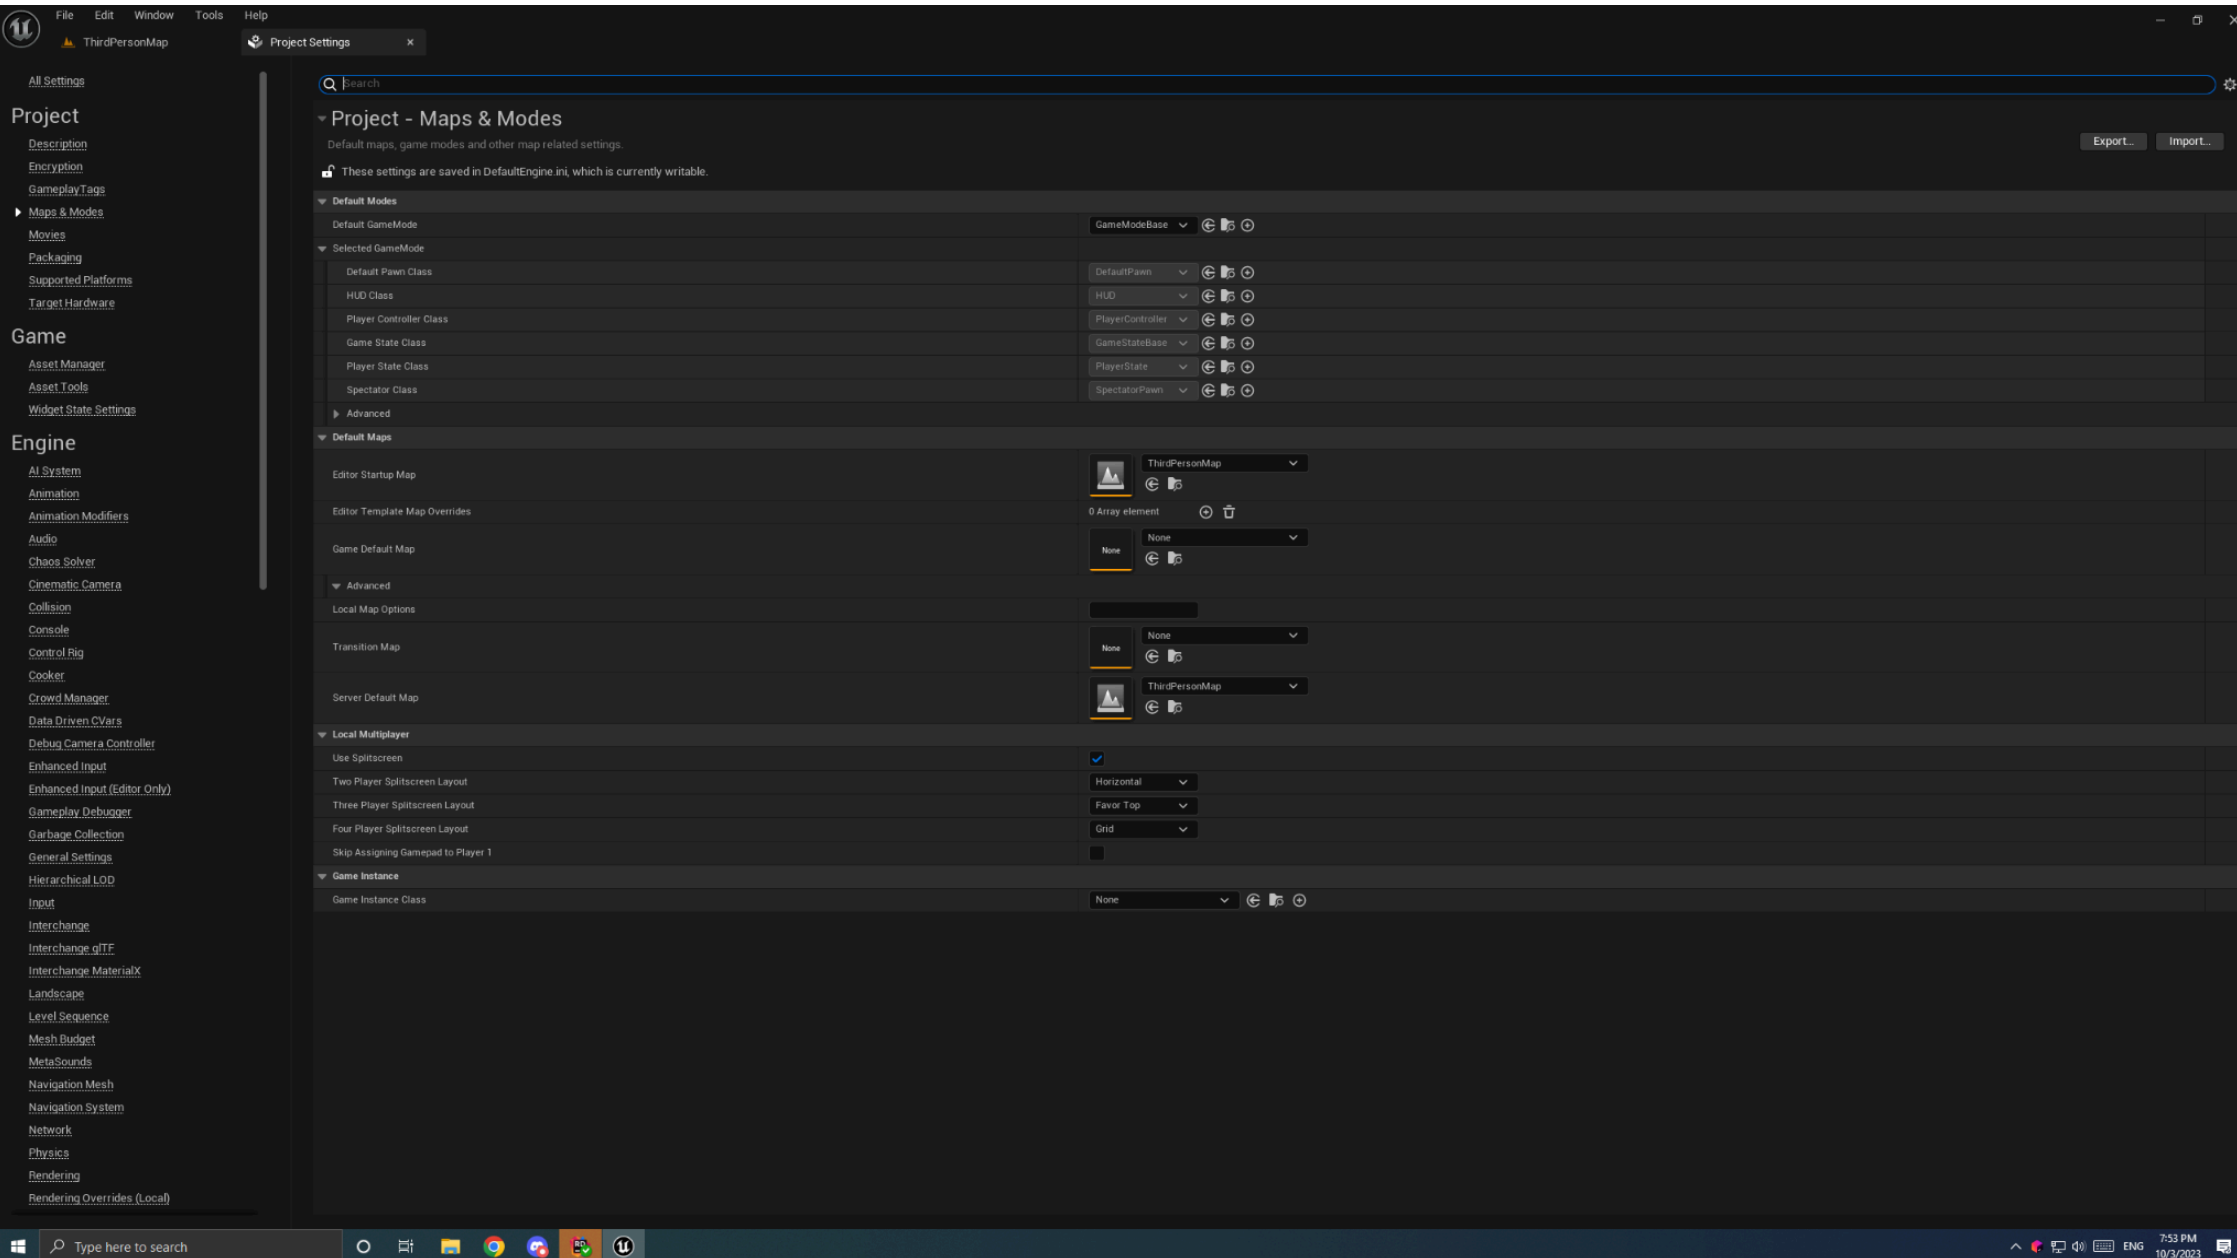 File Edit Window Tools Help
ThirdPersonMap
Project Settings
All Settings
Project
Description
Encryption
GameplayTags
Maps & Modes
Movies
Packaging
Supported Platforms
Target Hardware
Game
Asset Manager
Asset Tools
Widget State Settings
Engine
AI System
Animation
Animation Modifiers
Audio
Chaos Solver
Cinematic Camera
Collision
Console
Control Rig
Cooker
Crowd Manager
Data Driven CVars
Debug Camera Controller
Enhanced Input
Enhanced Input (Editor Only)
Gameplay Debugger
Garbage Collection
General Settings
Hierarchical LOD
Input
Interchange
Interchange glTF
Interchange MaterialX
Landscape
Level Sequence
Mesh Budget
MetaSounds
Navigation Mesh
Navigation System
Network
Physics
Rendering
Rendering Overrides (Local)
Search
Project - Maps & Modes
Default maps, game modes and other map related settings.
Export... Import...
These settings are saved in DefaultEngine.ini, which is currently writable.
Default Modes
Default GameMode GameModeBase
Selected GameMode
Default Pawn Class DefaultPawn
HUD Class HUD
Player Controller Class PlayerController
Game State Class GameStateBase
Player State Class PlayerState
Spectator Class SpectatorPawn
Advanced
Default Maps
Editor Startup Map ThirdPersonMap
Editor Template Map Overrides 0 Array element
Game Default Map None None
Advanced
Local Map Options
Transition Map None None
Server Default Map ThirdPersonMap
Local Multiplayer
Use Splitscreen
Two Player Splitscreen Layout Horizontal
Three Player Splitscreen Layout Favor Top
Four Player Splitscreen Layout Grid
Skip Assigning Gamepad to Player 1
Game Instance
Game Instance Class None
Type here to search
RD
ENG
7:53 PM
10/3/2023